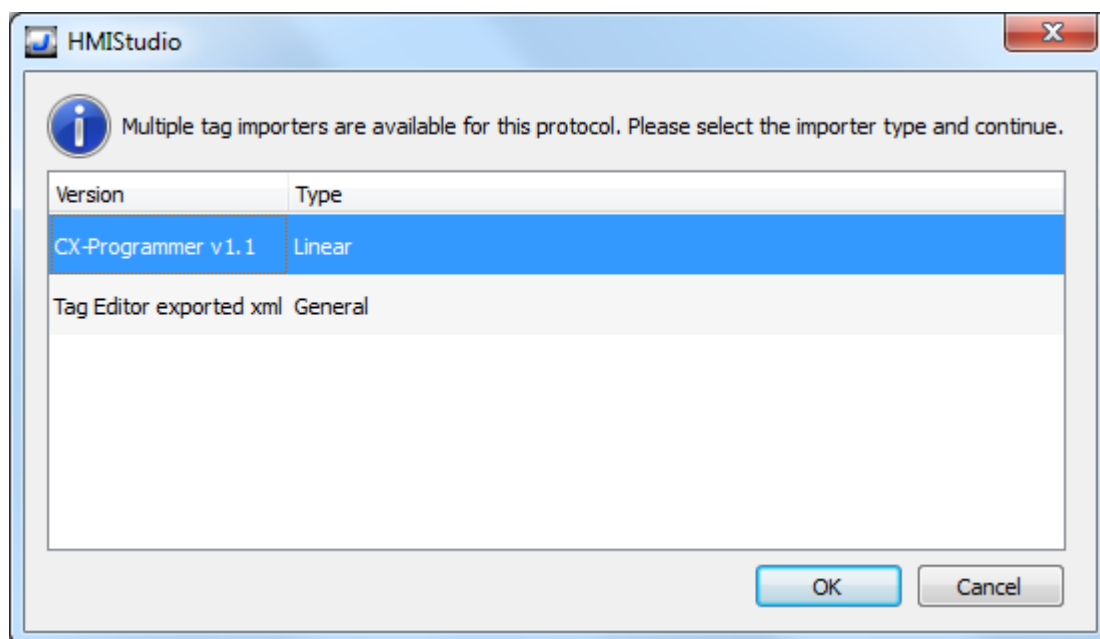 HMIStudio
Multiple tag importers are available for this protocol. Please select the importer type and continue.
Version Type
CX-Programmer v1.1 Linear
Tag Editor exported xml General
OK Cancel